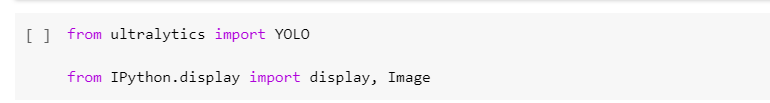 [ ] from ultralytics import YOLO
from IPython.display import display, Image